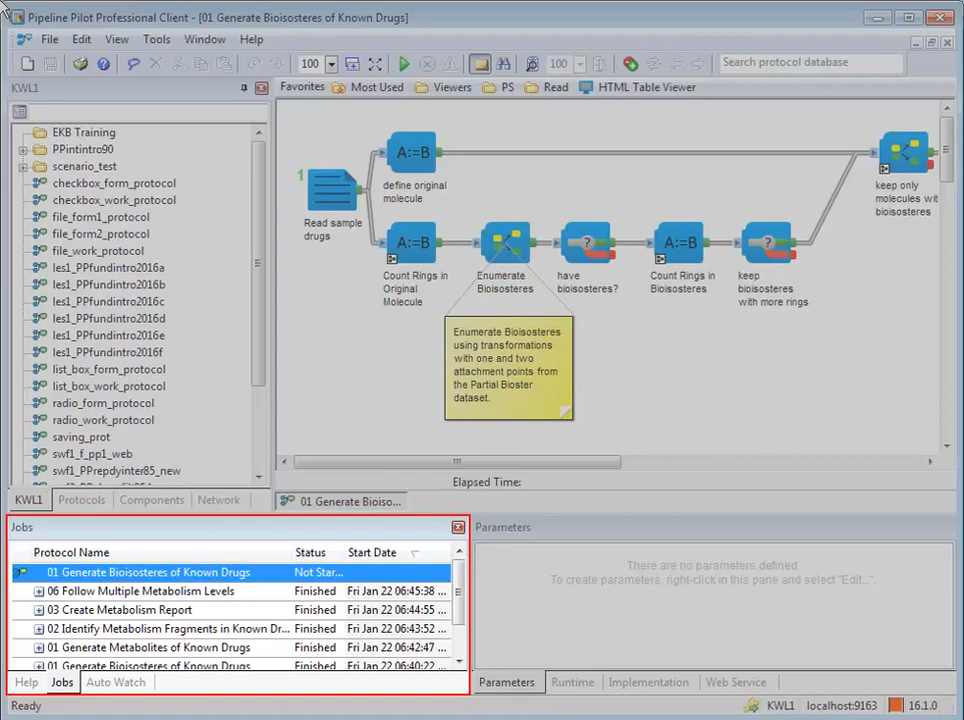 Pipeline Pilot Professional Client - [01 Generate Bioisosteres of Known Drugs]
File Edit View Tools Window Help
100 100 Search protocol database
KWL1
Favorites Most Used Viewers PS Read HTML Table Viewer
EKB Training
PPintintro90
scenario_test
checkbox_form_protocol
checkbox_work_protocol
file_form1_protocol
file_form2_protocol
file_work_protocol
les1_PPfundintro2016a
les1_PPfundintro2016b
les1_PPfundintro2016c
les1_PPfundintro2016d
les1_PPfundintro2016e
les1_PPfundintro2016f
list_box_form_protocol
list_box_work_protocol
radio_form_protocol
radio_work_protocol
saving_prot
swf1_f_pp1_web
swf1_PPrepdyinter85_new
KWL1 Protocols Components Network
A:=B
define original
molecule
1
Read sample
drugs
A:=B
Count Rings in
Original
Molecule
Enumerate
Bioisosteres
?
have
bioisosteres?
A:=B
Count Rings in
Bioisosteres
?
keep
bioisosteres
with more rings
keep only
molecules wit
bioisosteres
Enumerate Bioisosteres
using transformations
with one and two
attachment points from
the Partial Bioster
dataset.
Elapsed Time:
01 Generate Bioiso...
Jobs
Protocol Name Status Start Date
01 Generate Bioisosteres of Known Drugs Not Star...
06 Follow Multiple Metabolism Levels Finished Fri Jan 22 06:45:38 ...
03 Create Metabolism Report Finished Fri Jan 22 06:44:55 ...
02 Identify Metabolism Fragments in Known Dr... Finished Fri Jan 22 06:43:52 ...
01 Generate Metabolites of Known Drugs Finished Fri Jan 22 06:42:47 ...
01 Generate Bioisosteres of Known Drugs Finished Fri Jan 22 06:40:22 ...
Help Jobs Auto Watch
Parameters
There are no parameters defined.
To create parameters, right-click in this pane and select "Edit...".
Parameters Runtime Implementation Web Service
Ready KWL1 localhost:9163 16.1.0